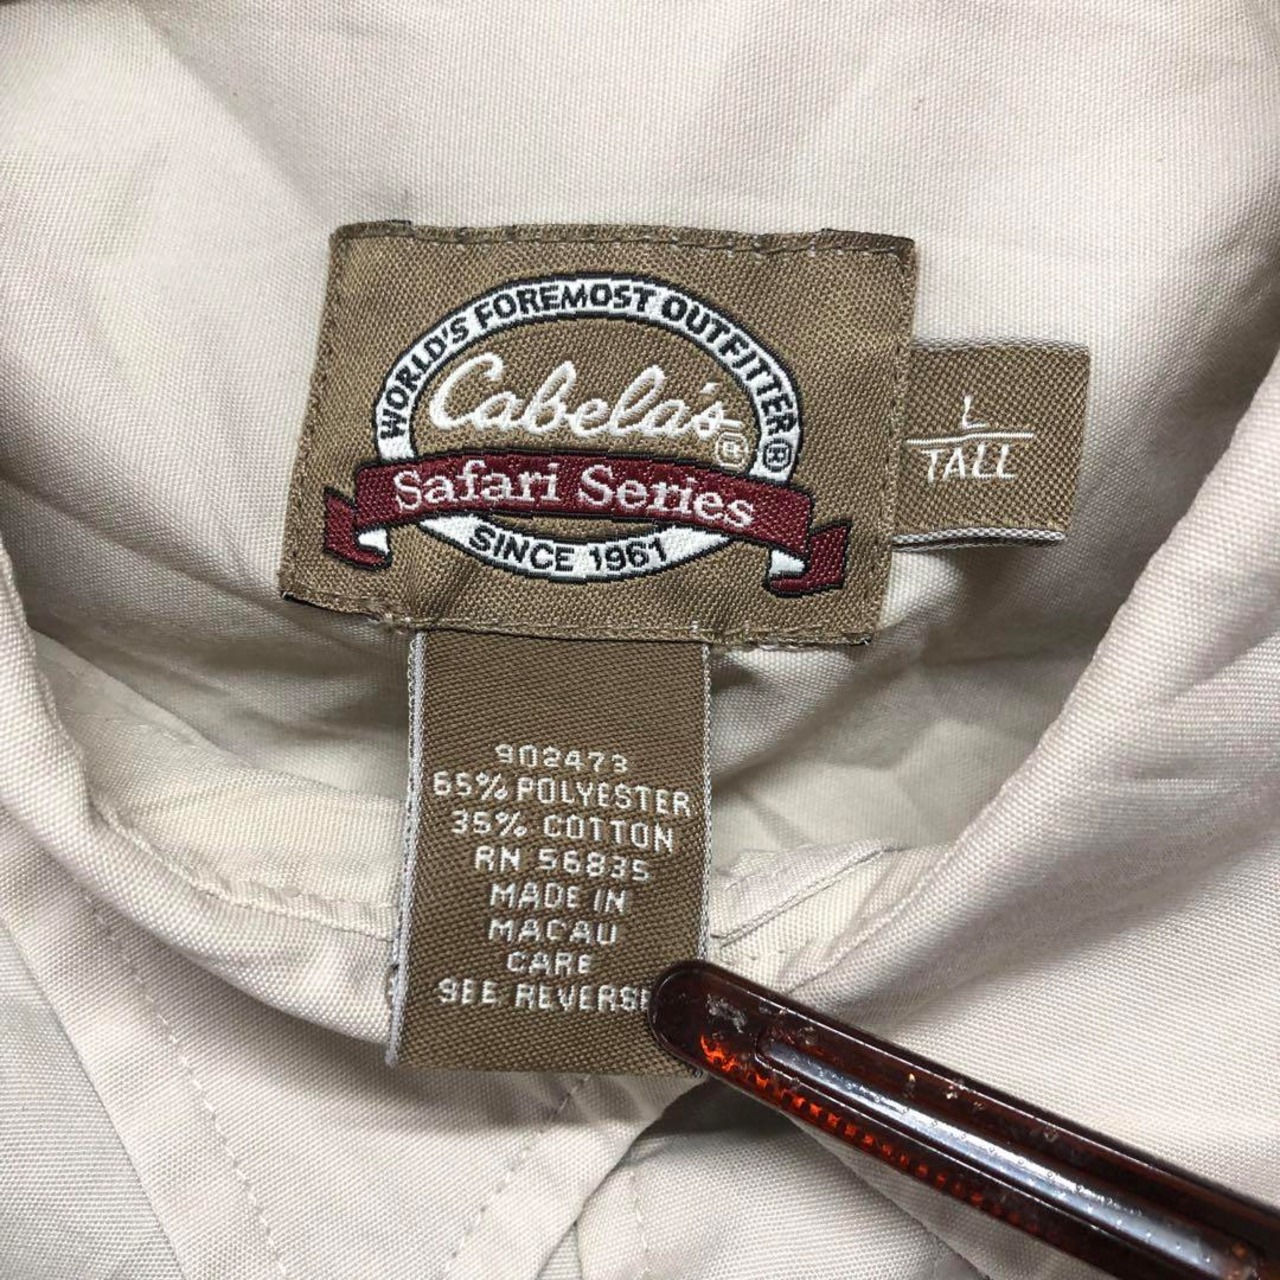 WORLD'S FOREMOST OUTFITTER®
Cabela's®
Safari Series
SINCE 1961
L
TALL
902473
65% POLYESTER
35% COTTON
RN 56835
MADE IN
MACAU
CARE
SEE REVERSE